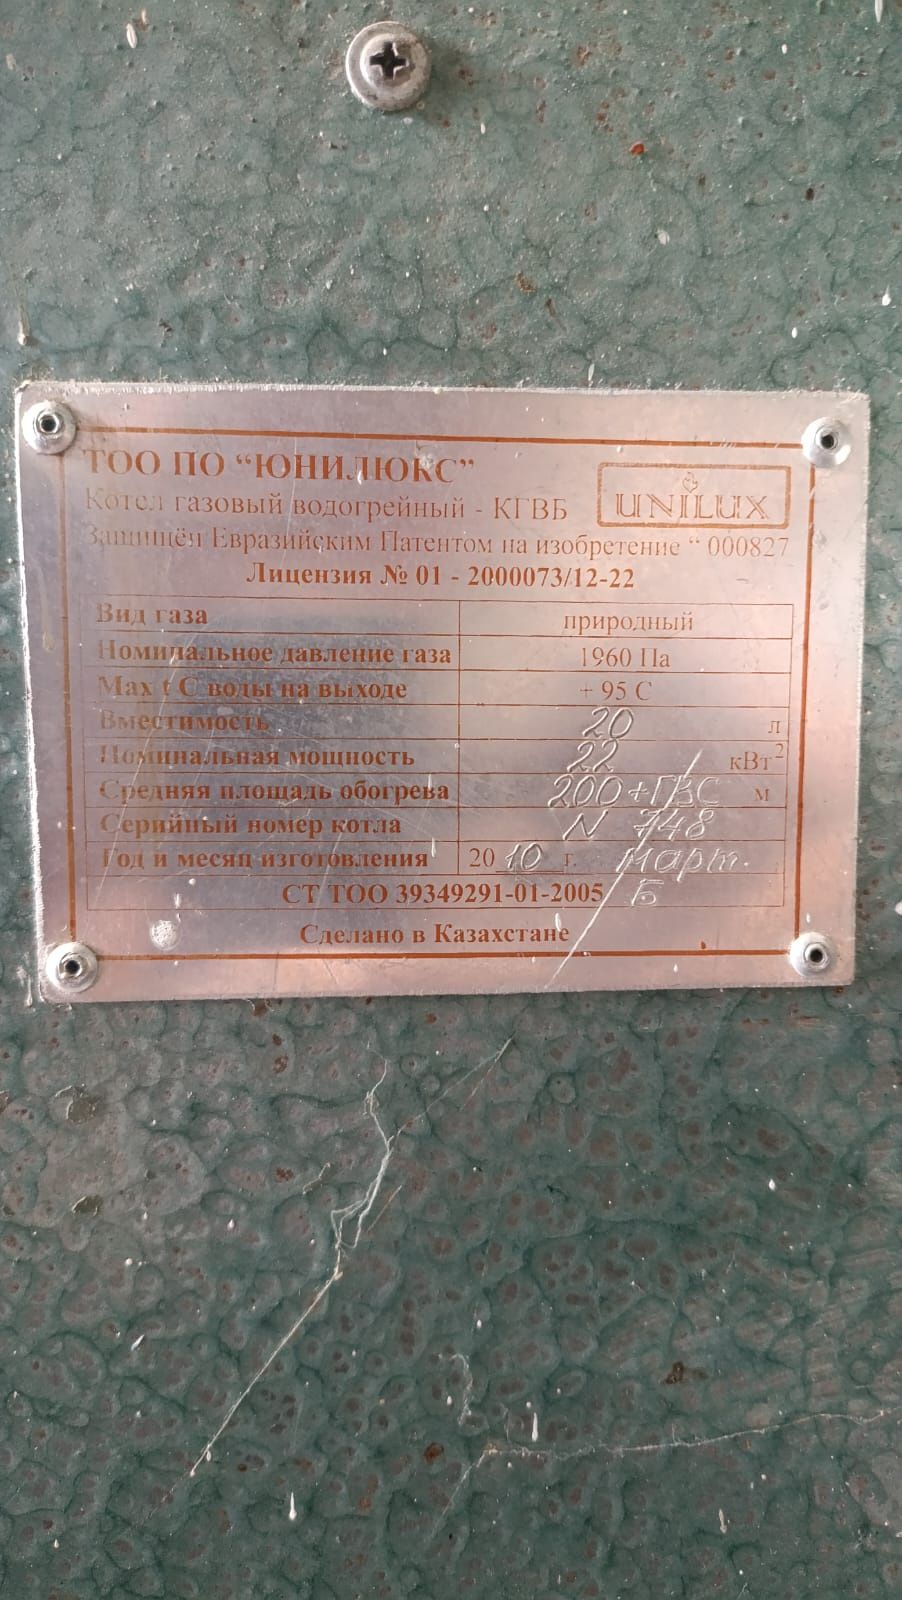 ТОО ПО “ЮНИЛЮКС”
UNILUX
Котел газовый водогрейный - КГВБ
Защищён Евразийским Патентом на изобретение “ 000827
Лицензия № 01 - 2000073/12-22
Вид газа природный
Номинальное давление газа 1960 Па
Max t C воды на выходе + 95 С
Вместимость 20 л
Номинальная мощность 22 кВт
Средняя площадь обогрева 200+ГВС м2
Серийный номер котла N 748
Год и месяц изготовления 20 10 г. март.
СТ ТОО 39349291-01-2005 Б
Сделано в Казахстане